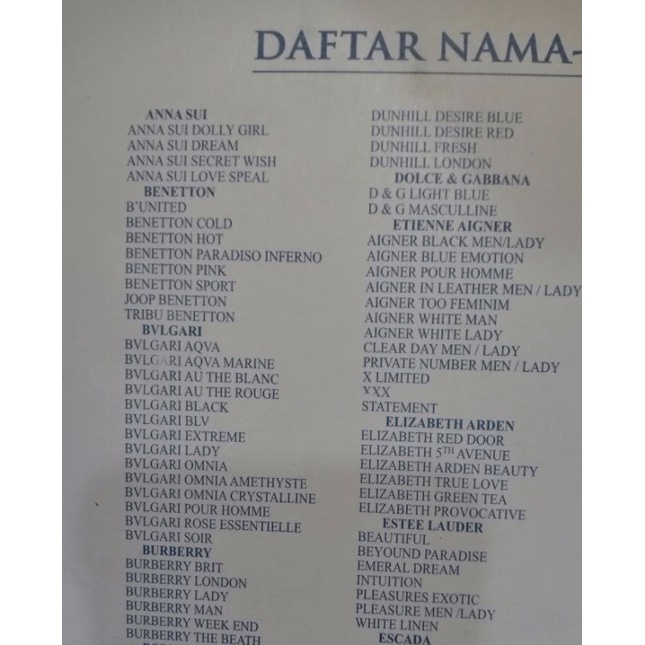 DAFTAR NAMA-
ANNA SUI
ANNA SUI DOLLY GIRL
ANNA SUI DREAM
ANNA SUI SECRET WISH
ANNA SUI LOVE SPEAL
BENETTON
B'UNITED
BENETTON COLD
BENETTON HOT
BENETTON PARADISO INFERNO
BENETTON PINK
BENETTON SPORT
JOOP BENETTON
TRIBU BENETTON
BVLGARI
BVLGARI AQVA
BVLGARI AQVA MARINE
BVLGARI AU THE BLANC
BVLGARI AU THE ROUGE
BVLGARI BLACK
BVLGARI BLV
BVLGARI EXTREME
BVLGARI LADY
BVLGARI OMNIA
BVLGARI OMNIA AMETHYSTE
BVLGARI OMNIA CRYSTALLINE
BVLGARI POUR HOMME
BVLGARI ROSE ESSENTIELLE
BVLGARI SOIR
BURBERRY
BURBERRY BRIT
BURBERRY LONDON
BURBERRY LADY
BURBERRY MAN
BURBERRY WEEK END
BURBERRY THE BEATH
DUNHILL DESIRE BLUE
DUNHILL DESIRE RED
DUNHILL FRESH
DUNHILL LONDON
DOLCE & GABBANA
D & G LIGHT BLUE
D & G MASCULLINE
ETIENNE AIGNER
AIGNER BLACK MEN/LADY
AIGNER BLUE EMOTION
AIGNER POUR HOMME
AIGNER IN LEATHER MEN / LADY
AIGNER TOO FEMINIM
AIGNER WHITE MAN
AIGNER WHITE LADY
CLEAR DAY MEN / LADY
PRIVATE NUMBER MEN / LADY
X LIMITED
XXX
STATEMENT
ELIZABETH ARDEN
ELIZABETH RED DOOR
ELIZABETH 5TH AVENUE
ELIZABETH ARDEN BEAUTY
ELIZABETH TRUE LOVE
ELIZABETH GREEN TEA
ELIZABETH PROVOCATIVE
ESTEE LAUDER
BEAUTIFUL
BEYOUND PARADISE
EMERAL DREAM
INTUITION
PLEASURES EXOTIC
PLEASURE MEN /LADY
WHITE LINEN
ESCADA